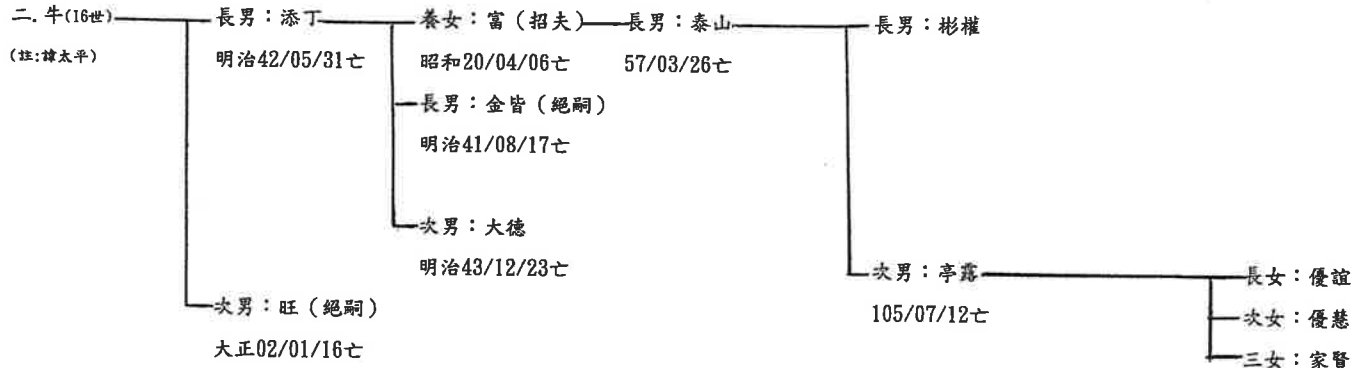 二. 牛(16世) 長男：添丁 養女：富（招夫） 長男：泰山 長男：彬權
(註:諱太平) 明治42/05/31亡 昭和20/04/06亡 57/03/26亡
長男：金皆（絕嗣）
明治41/08/17亡
次男：大德
明治43/12/23亡
次男：亭露 長女：優誼
次男：旺（絕嗣） 105/07/12亡 次女：優慧
大正02/01/16亡 三女：家賢